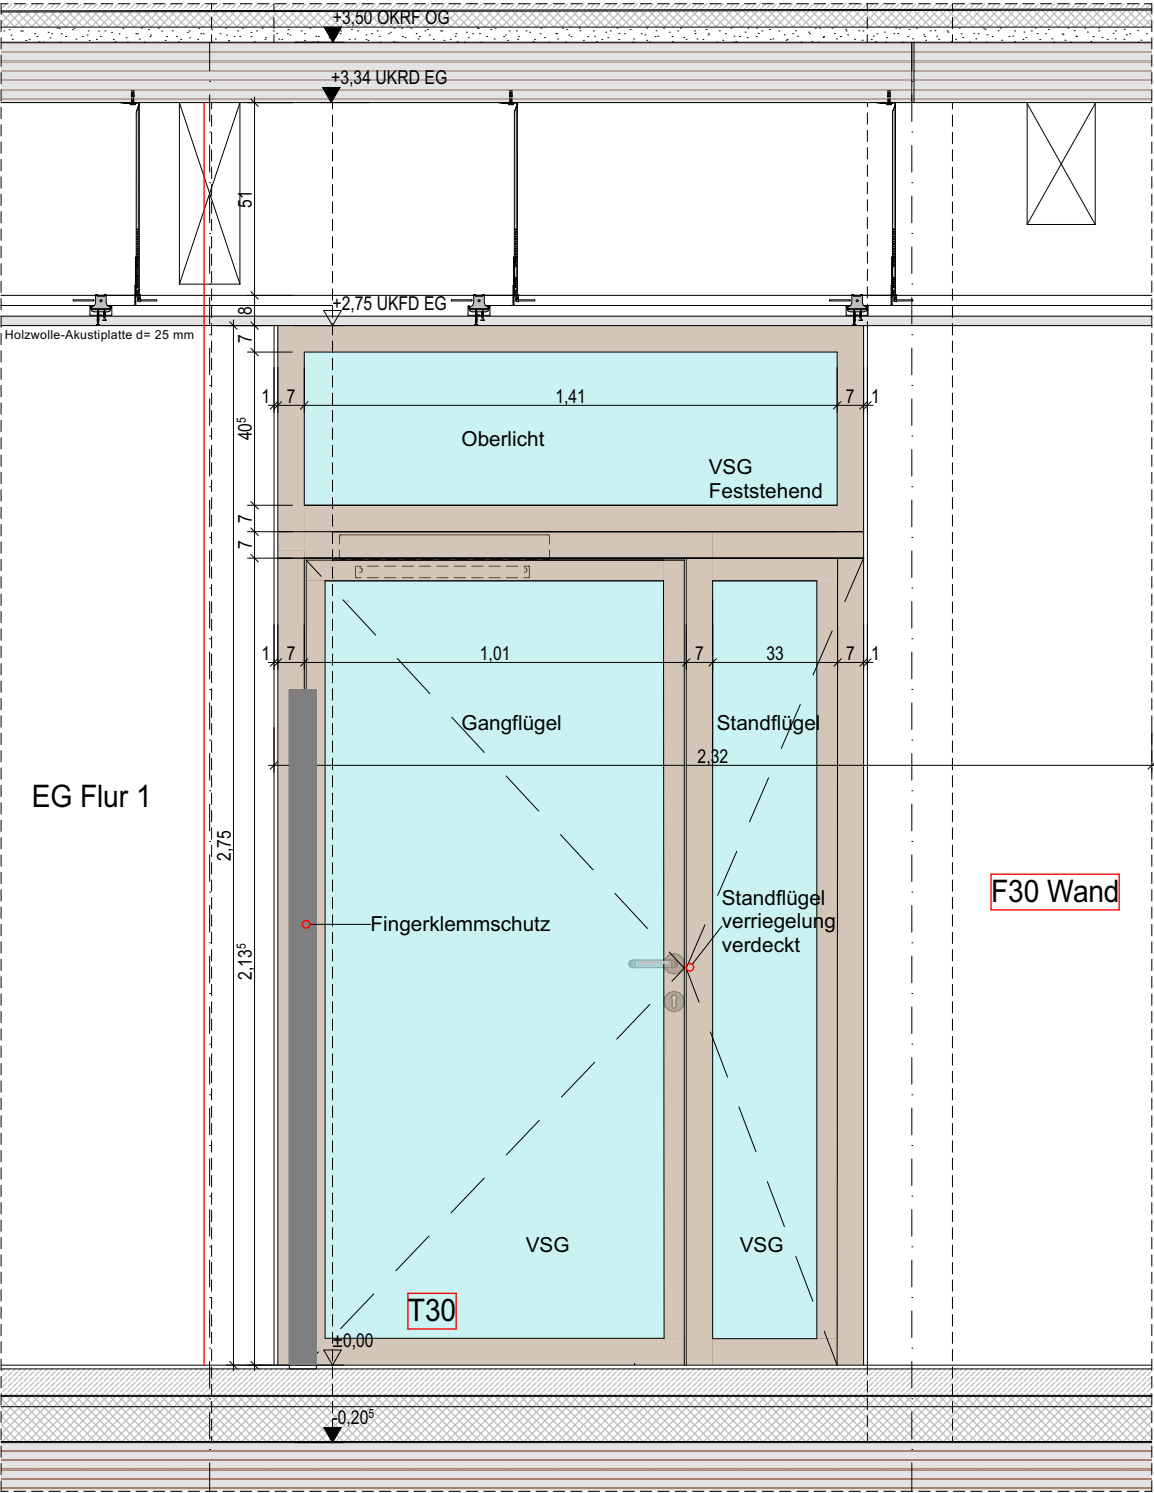 +3,50 OKRF OG
+3,34 UKRD EG
51
+2,75 UKFD EG
8
Holzwolle-Akustiplatte d= 25 mm
7
1 7 1,41 7 1
40⁵
Oberlicht
VSG
Feststehend
7
7
1 7 1,01 7 33 7 1
Gangflügel
Standflügel
2,32
EG Flur 1
2,75
F30 Wand
Standflügel
verriegelung
verdeckt
Fingerklemmschutz
2,13⁵
VSG
VSG
T30
±0,00
-0,20⁵